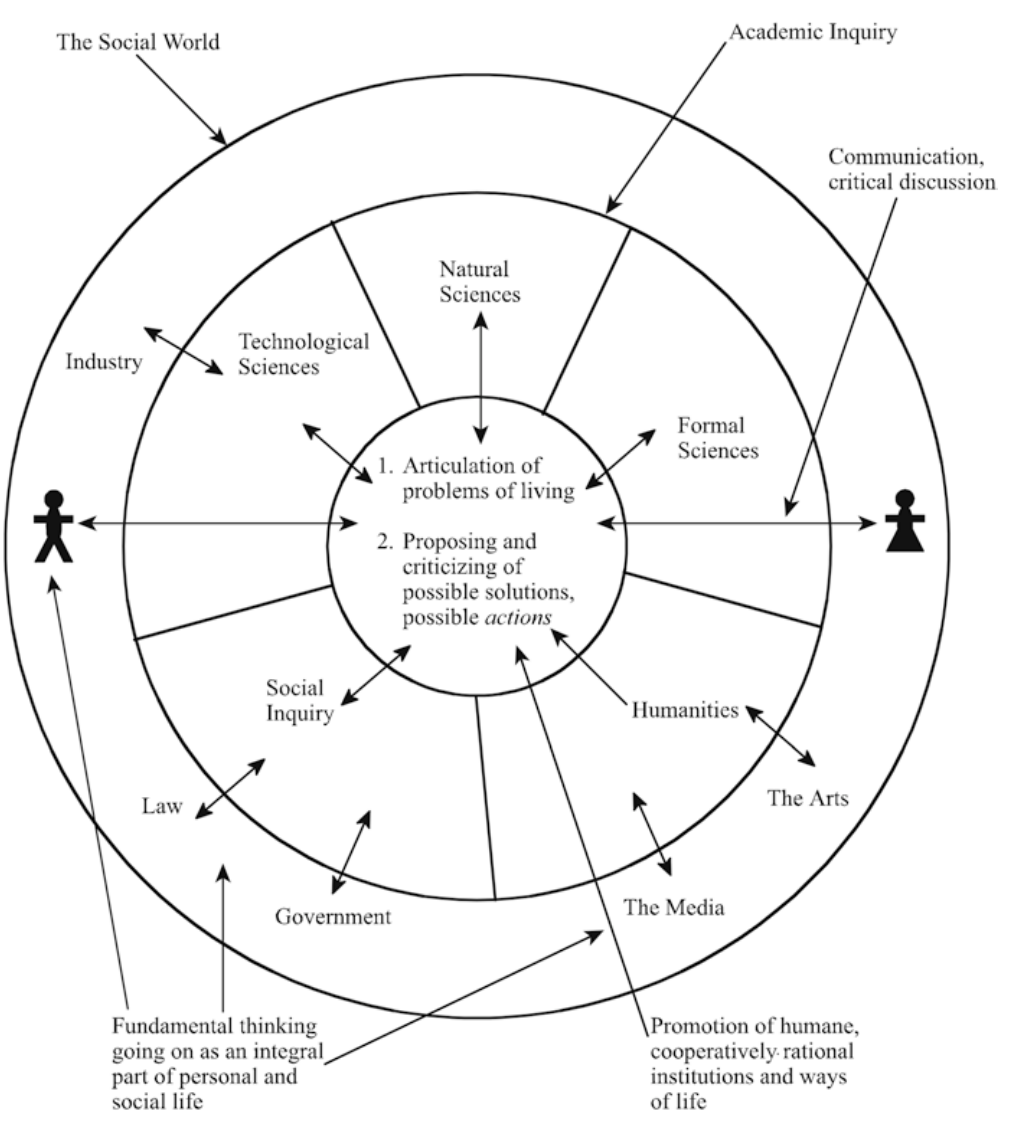 The Social World
Academic Inquiry
Communication,
critical discussion
Natural
Sciences
Technological
Sciences
Industry
Formal
Sciences
1. Articulation of
problems of living
2. Proposing and
criticizing of
possible solutions,
possible actions
Social
Inquiry
Humanities
Law
The Arts
Government
The Media
Fundamental thinking
going on as an integral
part of personal and
social life
Promotion of humane,
cooperatively-rational
institutions and ways
of life